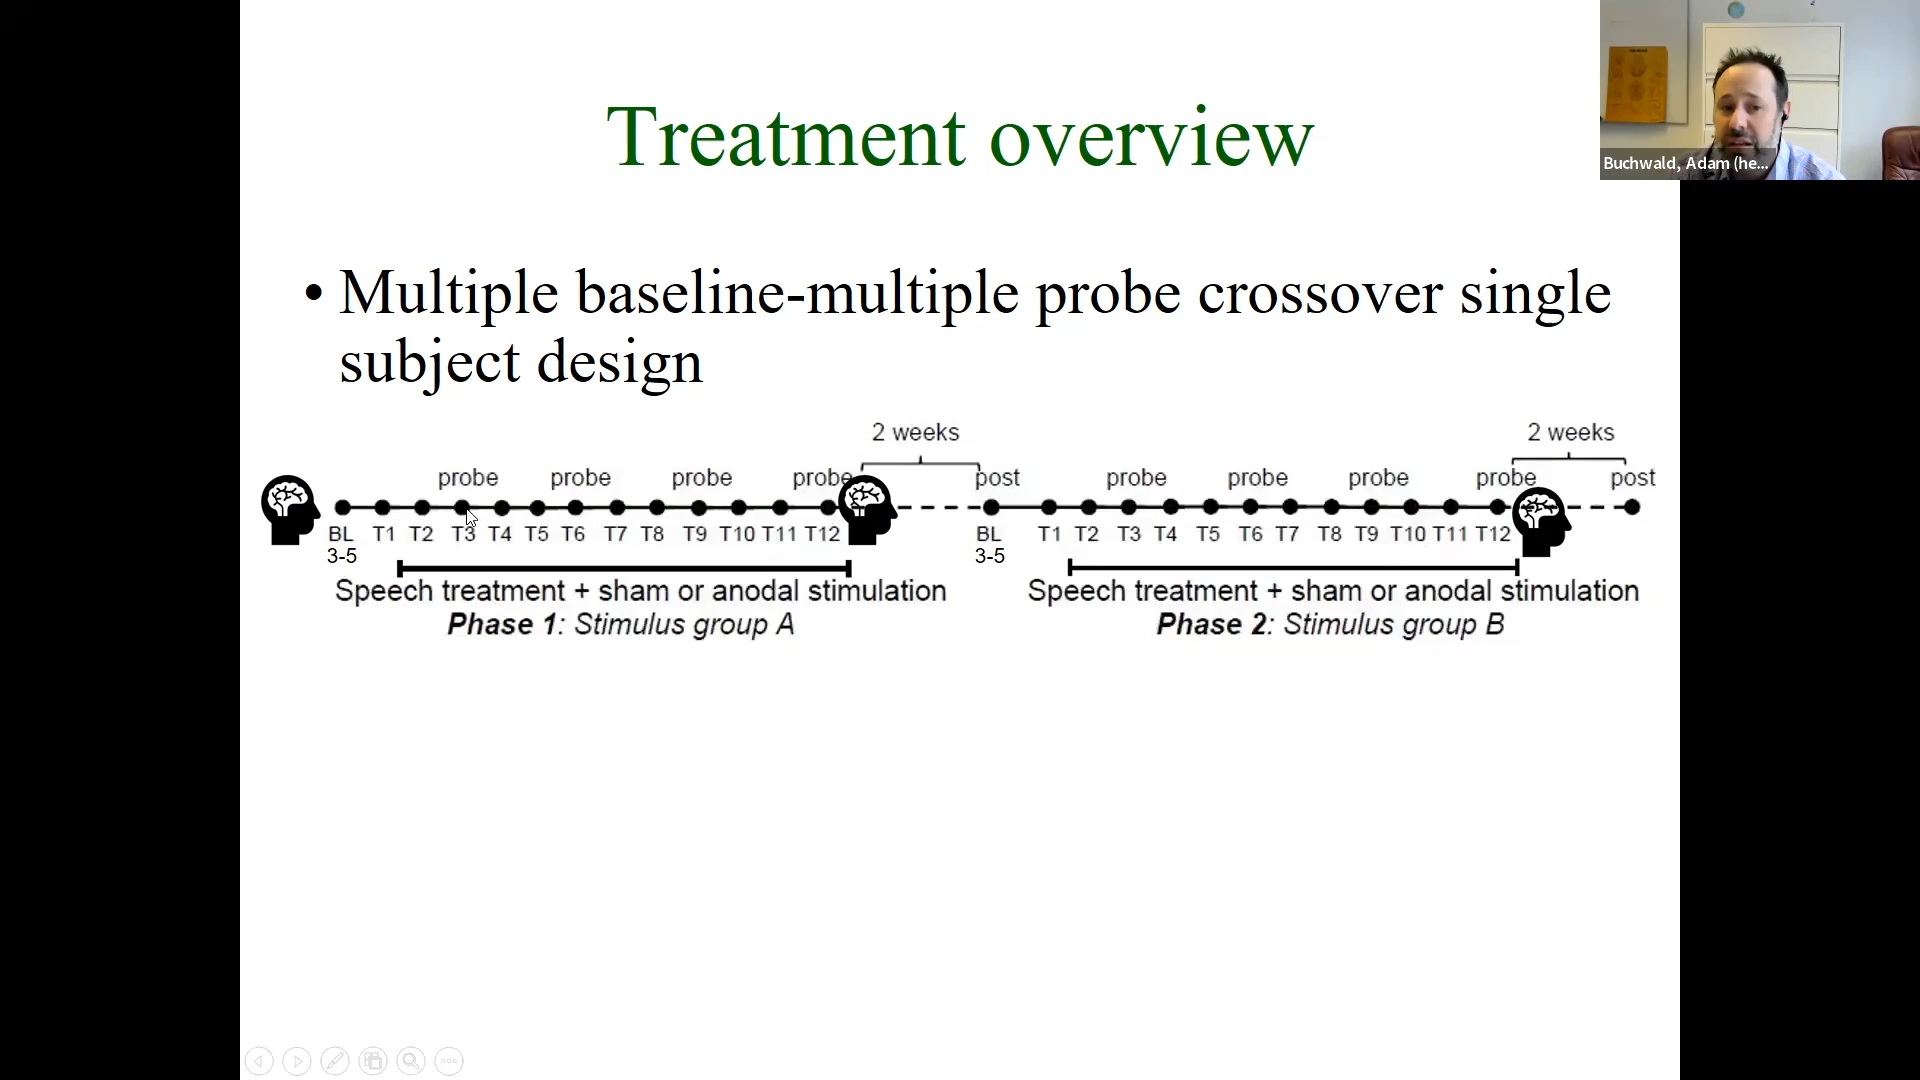 Treatment overview
Buchwald, Adam (he...
• Multiple baseline-multiple probe crossover single
subject design
2 weeks 2 weeks
probe probe probe probe post probe probe probe probe post
BL T1 T2 T3 T4 T5 T6 T7 T8 T9 T10 T11 T12 BL T1 T2 T3 T4 T5 T6 T7 T8 T9 T10 T11 T12
3-5 3-5
Speech treatment + sham or anodal stimulation Speech treatment + sham or anodal stimulation
Phase 1: Stimulus group A Phase 2: Stimulus group B